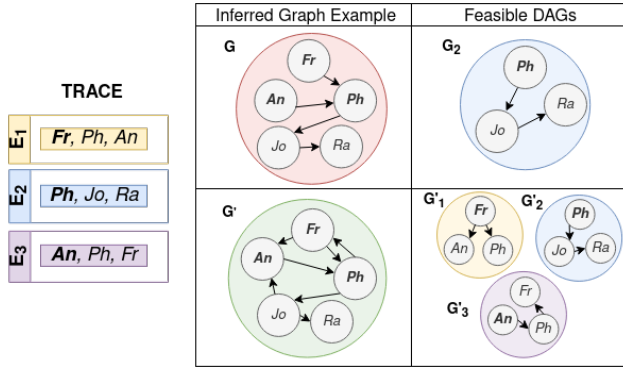 Inferred Graph Example
Feasible DAGs
TRACE
E1
Fr, Ph, An
E2
Ph, Jo, Ra
E3
An, Ph, Fr
G
Fr
An
Ph
Jo
Ra
G2
Ph
Ra
Jo
G'
Fr
An
Ph
Jo
Ra
G'1
Fr
An
Ph
G'2
Ph
Jo
Ra
G'3
Fr
An
Ph